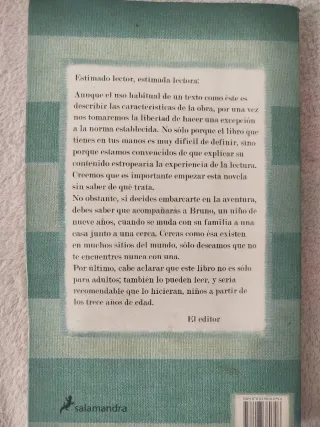 Estimado lector, estimada lectora:
Aunque el uso habitual de un texto como éste es
describir las características de la obra, por una vez
nos tomaremos la libertad de hacer una excepción
a la norma establecida. No sólo porque el libro que
tienes en tus manos es muy difícil de definir, sino
porque estamos convencidos de que explicar su
contenido estropearía la experiencia de la lectura.
Creemos que es importante empezar esta novela
sin saber de qué trata.
No obstante, si decides embarcarte en la aventura,
debes saber que acompañarás a Bruno, un niño de
nueve años, cuando se muda con su familia a una
casa junto a una cerca. Cercas como ésa existen
en muchos sitios del mundo, sólo deseamos que no
te encuentres nunca con una.
Por último, cabe aclarar que este libro no es sólo
para adultos; también lo pueden leer, y sería
recomendable que lo hicieran, niños a partir de
los trece años de edad.
El editor
salamandra